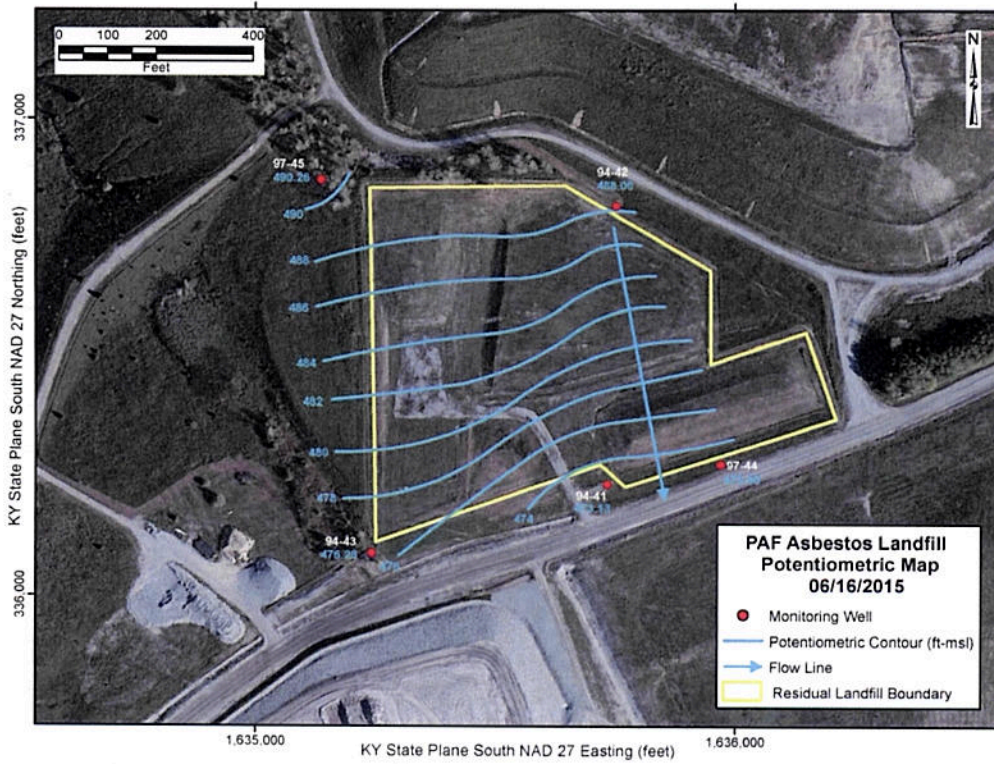 0 100 200 400
Feet
N
337,000
336,000
KY State Plane South NAD 27 Northing (feet)
97-45
490.26
490
94-42
488.06
488
486
484
482
480
478
94-43
476.28
476
474
94-41
97-44
PAF Asbestos Landfill
Potentiometric Map
06/16/2015
Monitoring Well
Potentiometric Contour (ft-msl)
Flow Line
Residual Landfill Boundary
1,635,000
1,636,000
KY State Plane South NAD 27 Easting (feet)